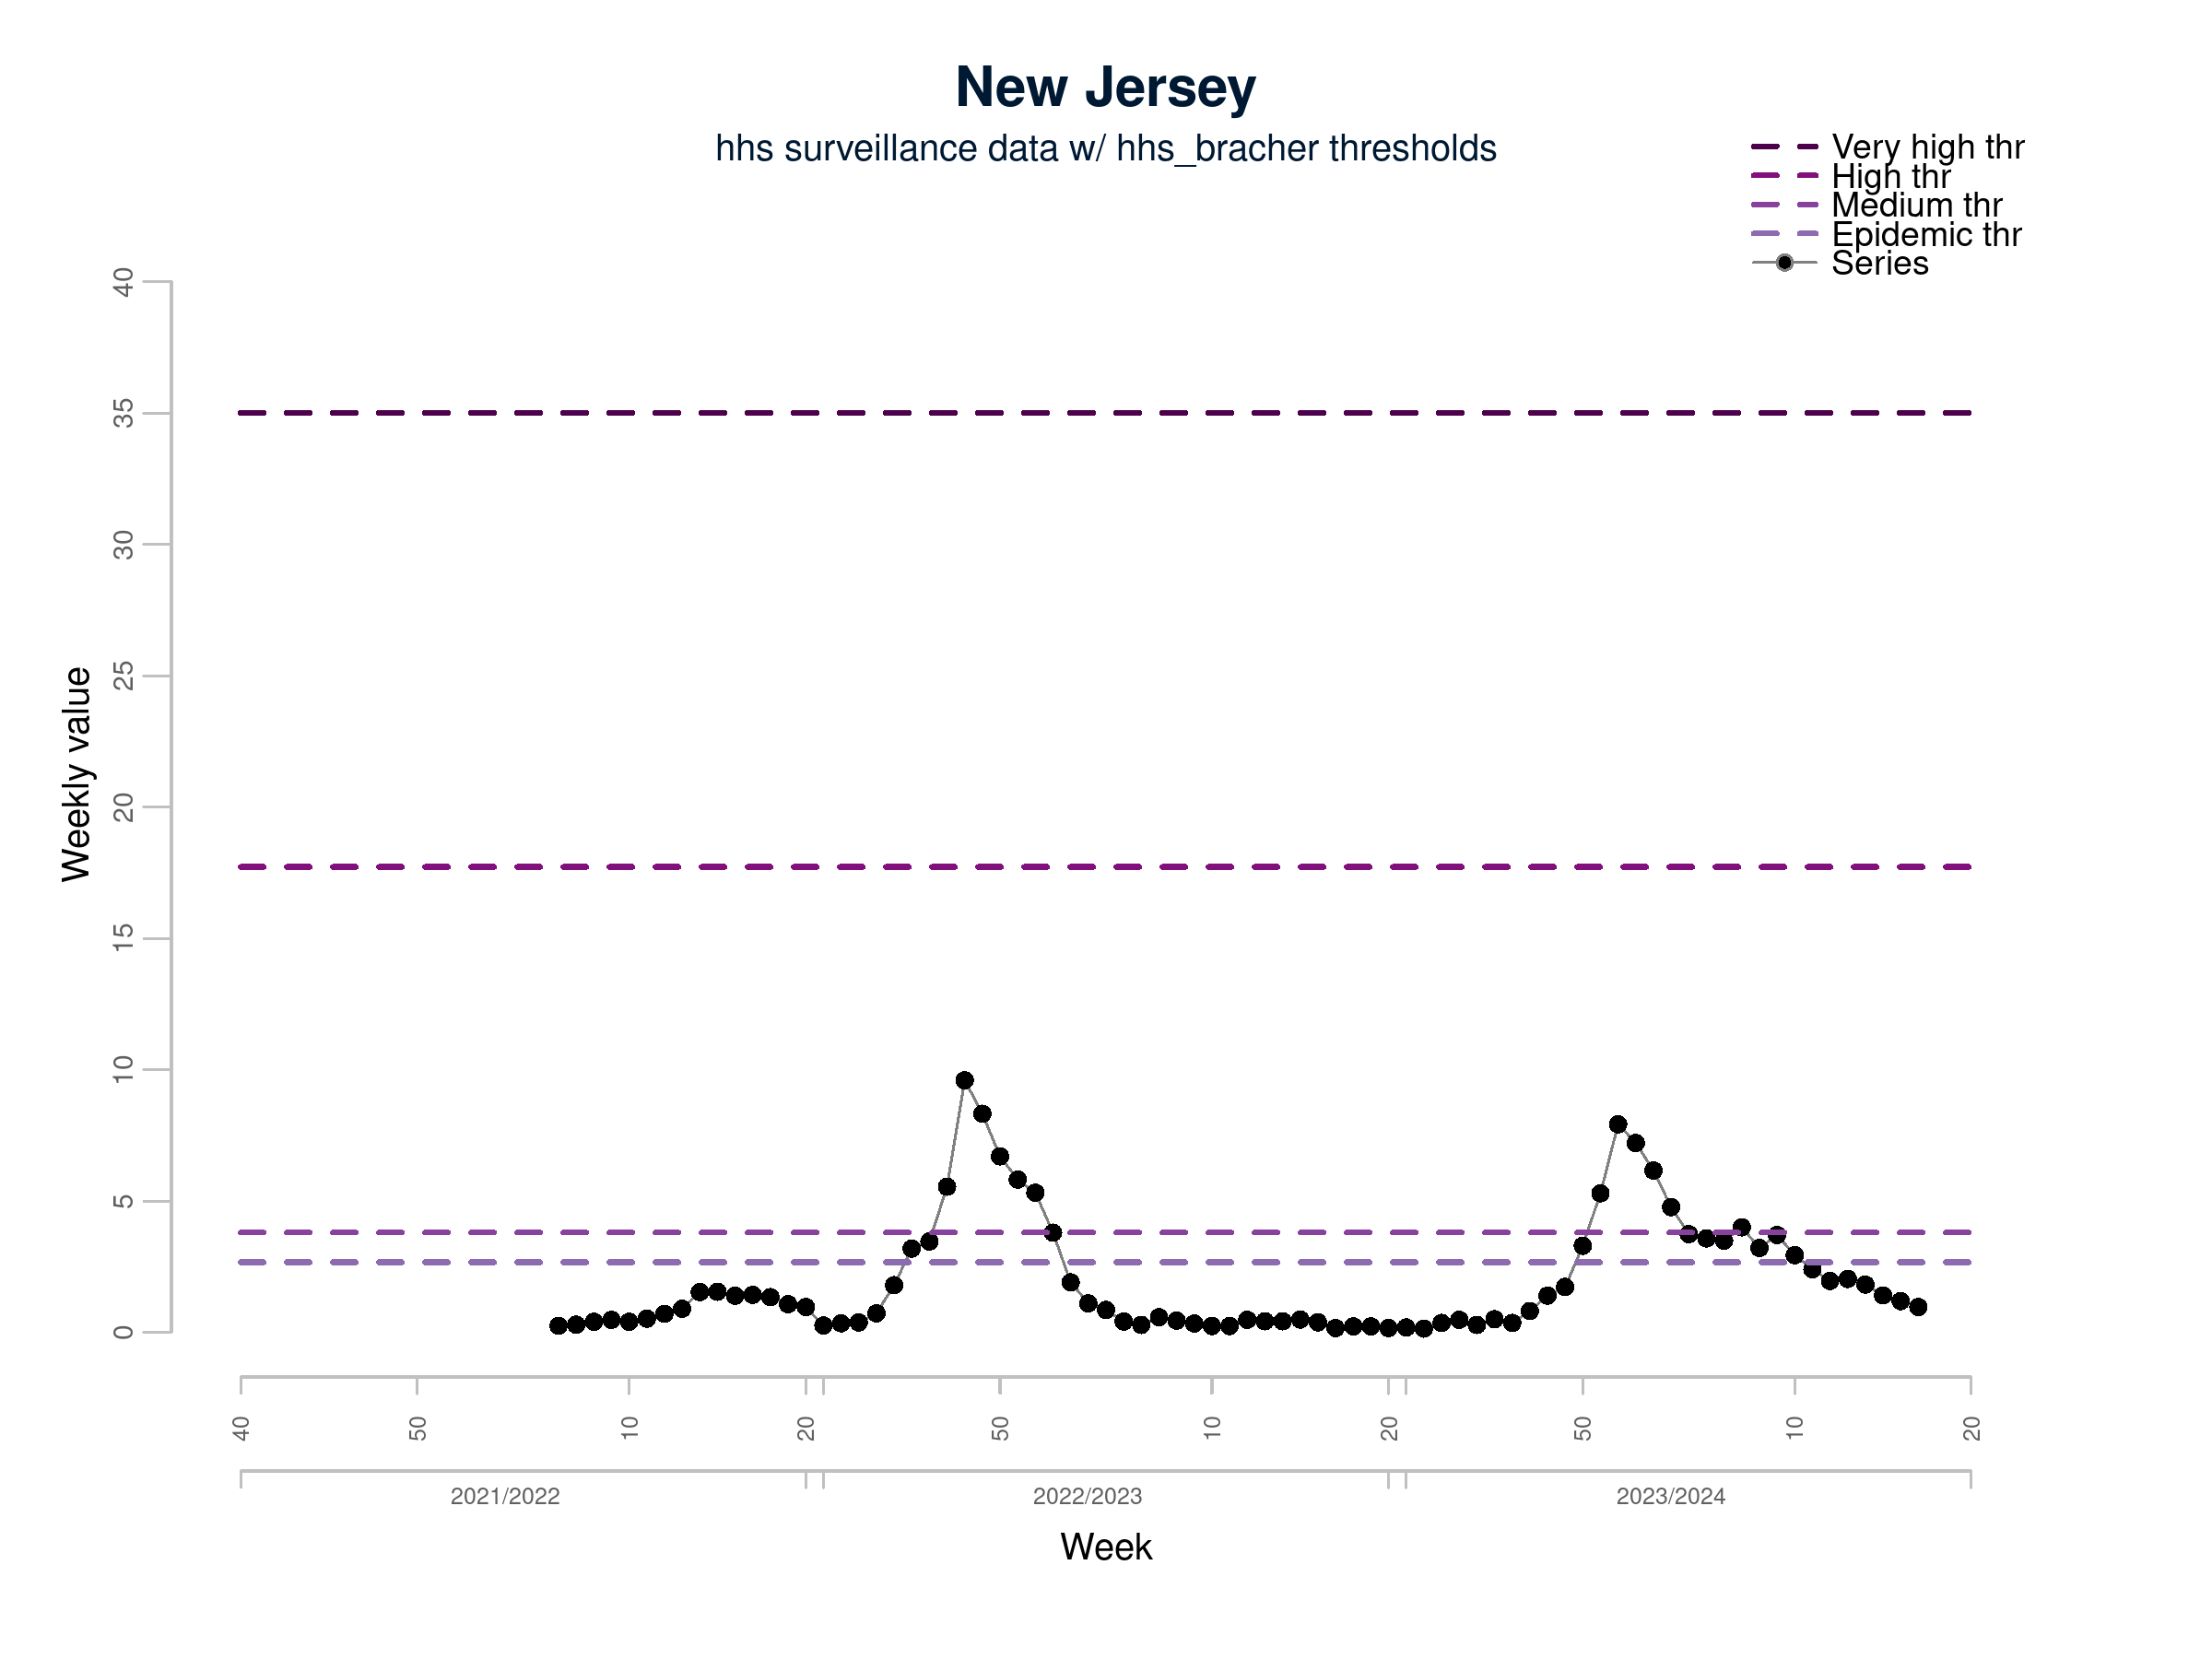 New Jersey
hhs surveillance data w/ hhs_bracher thresholds
Very high thr
High thr
Medium thr
Epidemic thr
Series
Weekly value
40
35
30
25
20
15
10
5
0
40 50 10 20 50 10 20 50 10 20
2021/2022 2022/2023 2023/2024
Week